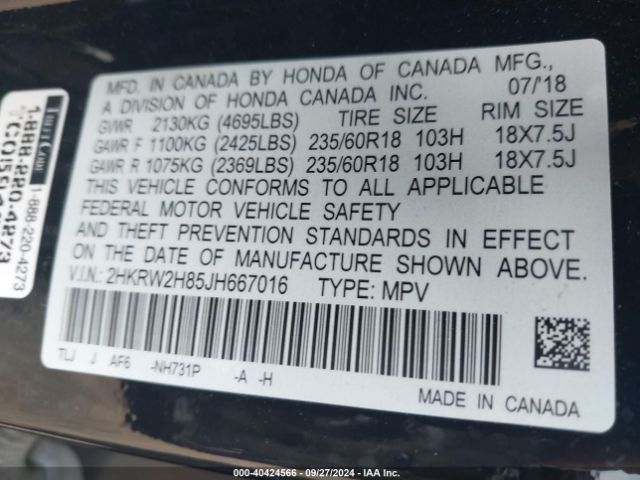 MFD. IN CANADA BY HONDA OF CANADA MFG.,
A DIVISION OF HONDA CANADA INC. 07/'18
GVWR 2130KG (4695LBS) TIRE SIZE RIM SIZE
GAWR F 1100KG (2425LBS) 235/60R18 103H 18X7.5J
GAWR R 1075KG (2369LBS) 235/60R18 103H 18X7.5J
THIS VEHICLE CONFORMS TO ALL APPLICABLE
FEDERAL MOTOR VEHICLE SAFETY
AND THEFT PREVENTION STANDARDS IN EFFECT
ON THE DATE OF MANUFACTURE SHOWN ABOVE.
V.I.N.: 2HKRW2H85JH667016 TYPE: MPV
TLJ J AF6 -NH731P -A -H
MADE IN CANADA
1-888-220-4273
1-888-220-4273
000-40424566 — 09/27/2024 — IAA Inc.